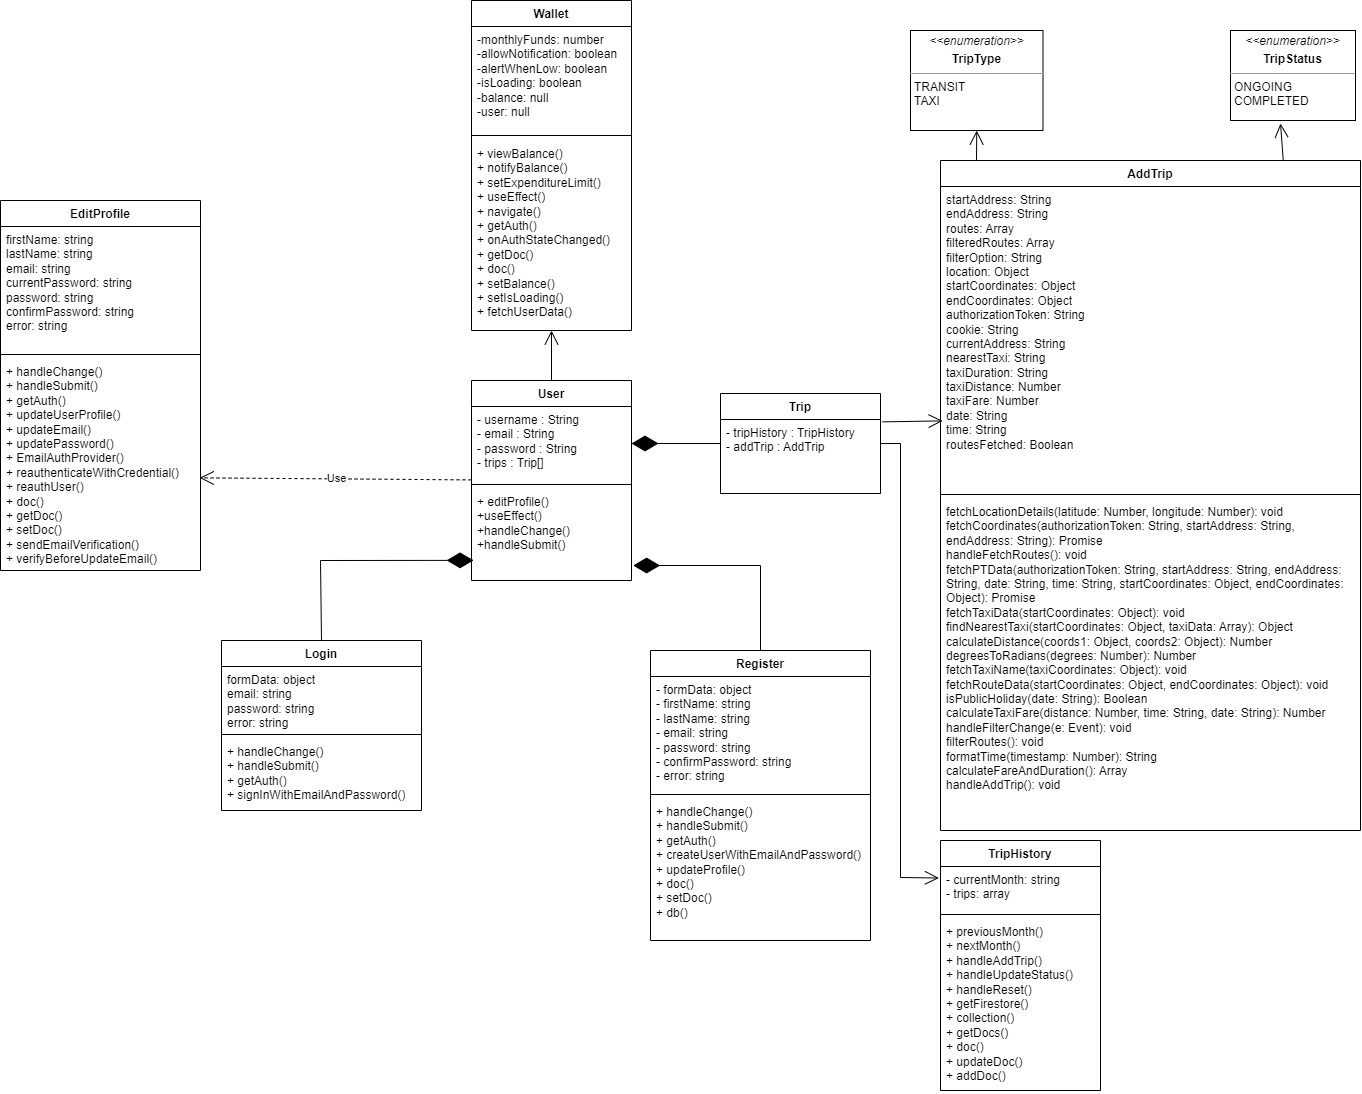 Wallet
-monthlyFunds: number
-allowNotification: boolean
-alertWhenLow: boolean
-isLoading: boolean
-balance: null
-user: null
+ viewBalance()
+ notifyBalance()
+ setExpenditureLimit()
+ useEffect()
+ navigate()
+ getAuth()
+ onAuthStateChanged()
+ getDoc()
+ doc()
+ setBalance()
+ setIsLoading()
+ fetchUserData()
<<enumeration>>
TripType
TRANSIT
TAXI
<<enumeration>>
TripStatus
ONGOING
COMPLETED
EditProfile
firstName: string
lastName: string
email: string
currentPassword: string
password: string
confirmPassword: string
error: string
+ handleChange()
+ handleSubmit()
+ getAuth()
+ updateUserProfile()
+ updateEmail()
+ updatePassword()
+ EmailAuthProvider()
+ reauthenticateWithCredential()
+ reauthUser()
+ doc()
+ getDoc()
+ setDoc()
+ sendEmailVerification()
+ verifyBeforeUpdateEmail()
Use
User
- username : String
- email : String
- password : String
- trips : Trip[]
+ editProfile()
+useEffect()
+handleChange()
+handleSubmit()
Trip
- tripHistory : TripHistory
- addTrip : AddTrip
AddTrip
startAddress: String
endAddress: String
routes: Array
filteredRoutes: Array
filterOption: String
location: Object
startCoordinates: Object
endCoordinates: Object
authorizationToken: String
cookie: String
currentAddress: String
nearestTaxi: String
taxiDuration: String
taxiDistance: Number
taxiFare: Number
date: String
time: String
routesFetched: Boolean
fetchLocationDetails(latitude: Number, longitude: Number): void
fetchCoordinates(authorizationToken: String, startAddress: String,
endAddress: String): Promise
handleFetchRoutes(): void
fetchPTData(authorizationToken: String, startAddress: String, endAddress:
String, date: String, time: String, startCoordinates: Object, endCoordinates:
Object): Promise
fetchTaxiData(startCoordinates: Object): void
findNearestTaxi(startCoordinates: Object, taxiData: Array): Object
calculateDistance(coords1: Object, coords2: Object): Number
degreesToRadians(degrees: Number): Number
fetchTaxiName(taxiCoordinates: Object): void
fetchRouteData(startCoordinates: Object, endCoordinates: Object): void
isPublicHoliday(date: String): Boolean
calculateTaxiFare(distance: Number, time: String, date: String): Number
handleFilterChange(e: Event): void
filterRoutes(): void
formatTime(timestamp: Number): String
calculateFareAndDuration(): Array
handleAddTrip(): void
Login
formData: object
email: string
password: string
error: string
+ handleChange()
+ handleSubmit()
+ getAuth()
+ signInWithEmailAndPassword()
Register
- formData: object
- firstName: string
- lastName: string
- email: string
- password: string
- confirmPassword: string
- error: string
+ handleChange()
+ handleSubmit()
+ getAuth()
+ createUserWithEmailAndPassword()
+ updateProfile()
+ doc()
+ setDoc()
+ db()
TripHistory
- currentMonth: string
- trips: array
+ previousMonth()
+ nextMonth()
+ handleAddTrip()
+ handleUpdateStatus()
+ handleReset()
+ getFirestore()
+ collection()
+ getDocs()
+ doc()
+ updateDoc()
+ addDoc()